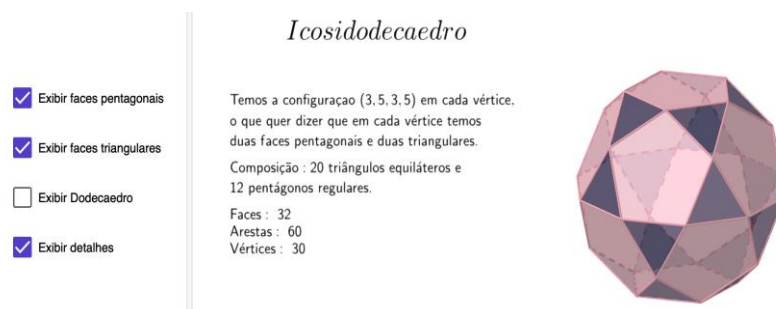 Icosidodecaedro
Exibir faces pentagonais
Exibir faces triangulares
Exibir Dodecaedro
Exibir detalhes
Temos a configuraçao (3, 5, 3, 5) em cada vértice,
o que quer dizer que em cada vértice temos
duas faces pentagonais e duas triangulares.
Composição : 20 triângulos equiláteros e
12 pentágonos regulares.
Faces : 32
Arestas : 60
Vértices : 30